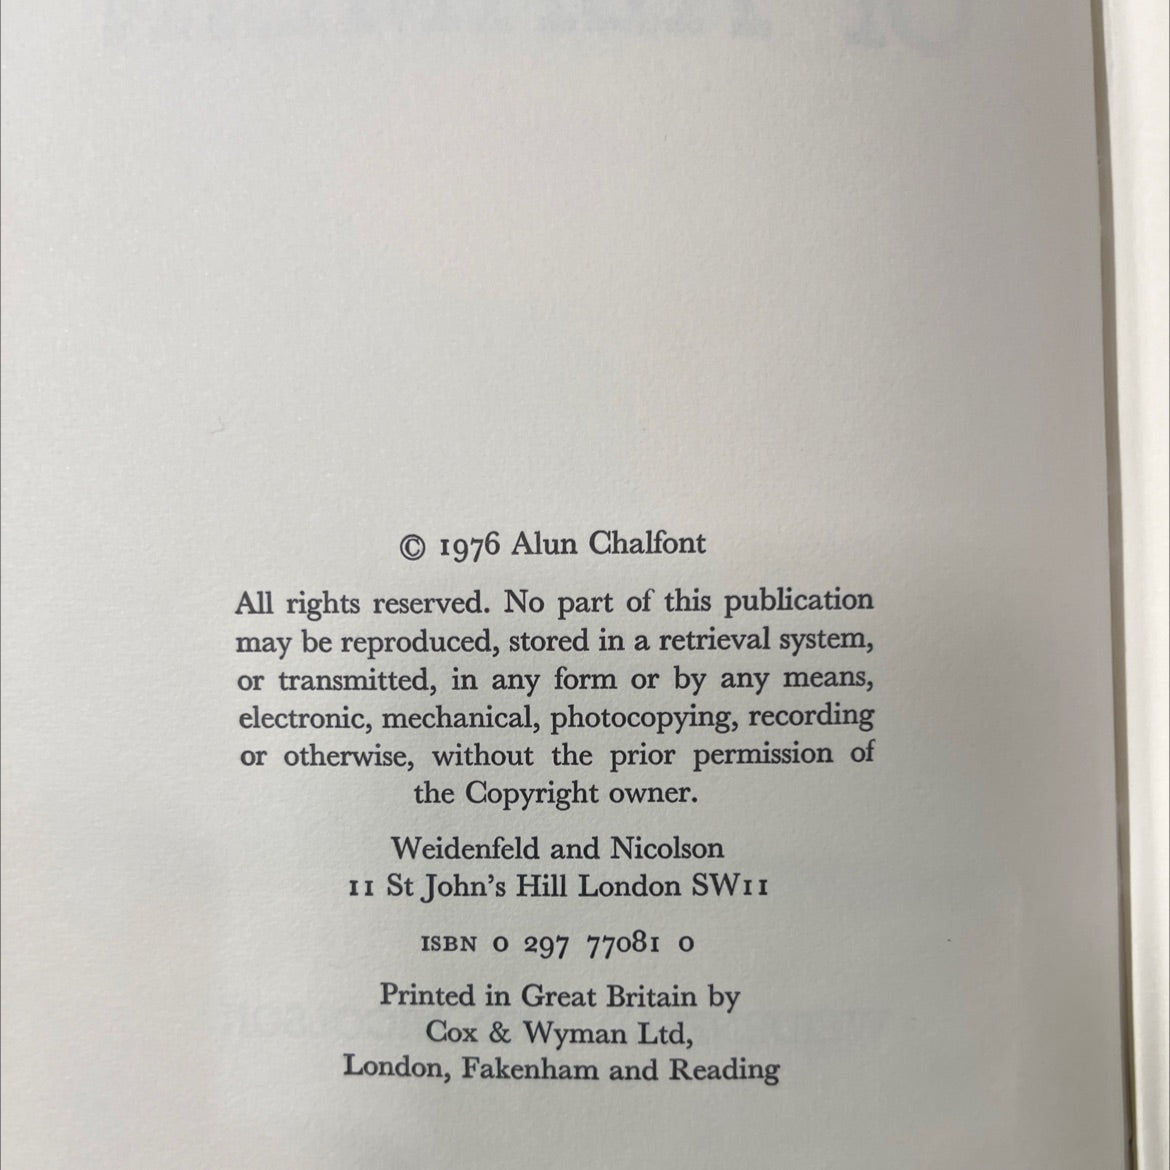 © 1976 Alun Chalfont
All rights reserved. No part of this publication
may be reproduced, stored in a retrieval system,
or transmitted, in any form or by any means,
electronic, mechanical, photocopying, recording
or otherwise, without the prior permission of
the Copyright owner.
Weidenfeld and Nicolson
11 St John's Hill London SW11
ISBN 0 297 77081 0
Printed in Great Britain by
Cox & Wyman Ltd,
London, Fakenham and Reading